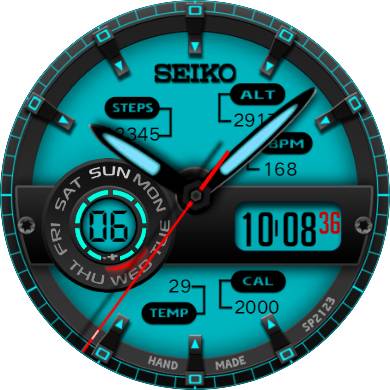 SEIKO
STEPS
ALT
2345
291
BPM
168
SAT SUN MON TUE WED THU FRI
06
10:08 36
29
TEMP
CAL
2000
HAND MADE
SP2123